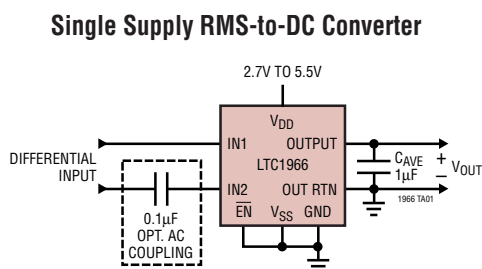 Single Supply RMS-to-DC Converter
2.7V TO 5.5V
V_DD
IN1
OUTPUT
DIFFERENTIAL
INPUT
LTC1966
C_AVE
1µF
+
–
V_OUT
IN2
OUT RTN
1966 TA01
0.1µF
OPT. AC
COUPLING
E̅N̅
V_SS
GND